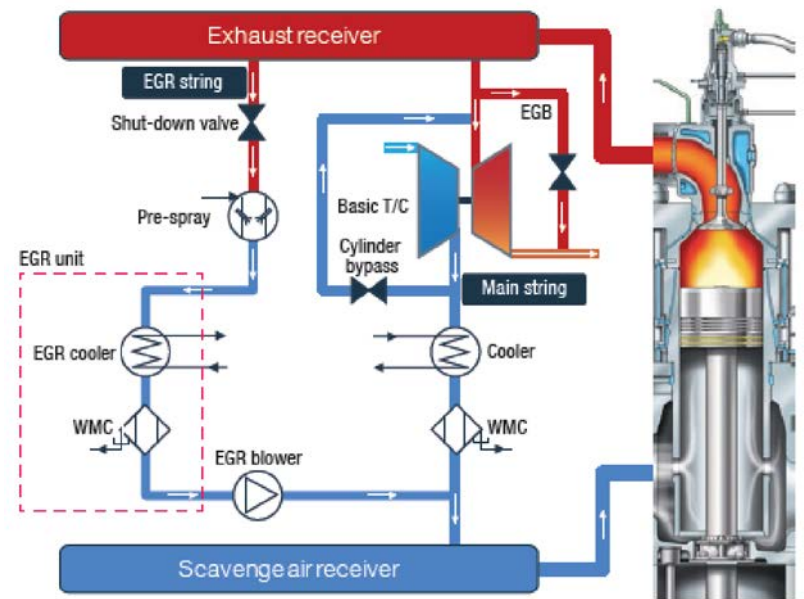 Exhaust receiver
EGR string
Shut-down valve
EGB
Pre-spray
Basic T/C
EGR unit
Cylinder
bypass
Main string
EGR cooler
Cooler
WMC
WMC
EGR blower
Scavenge air receiver